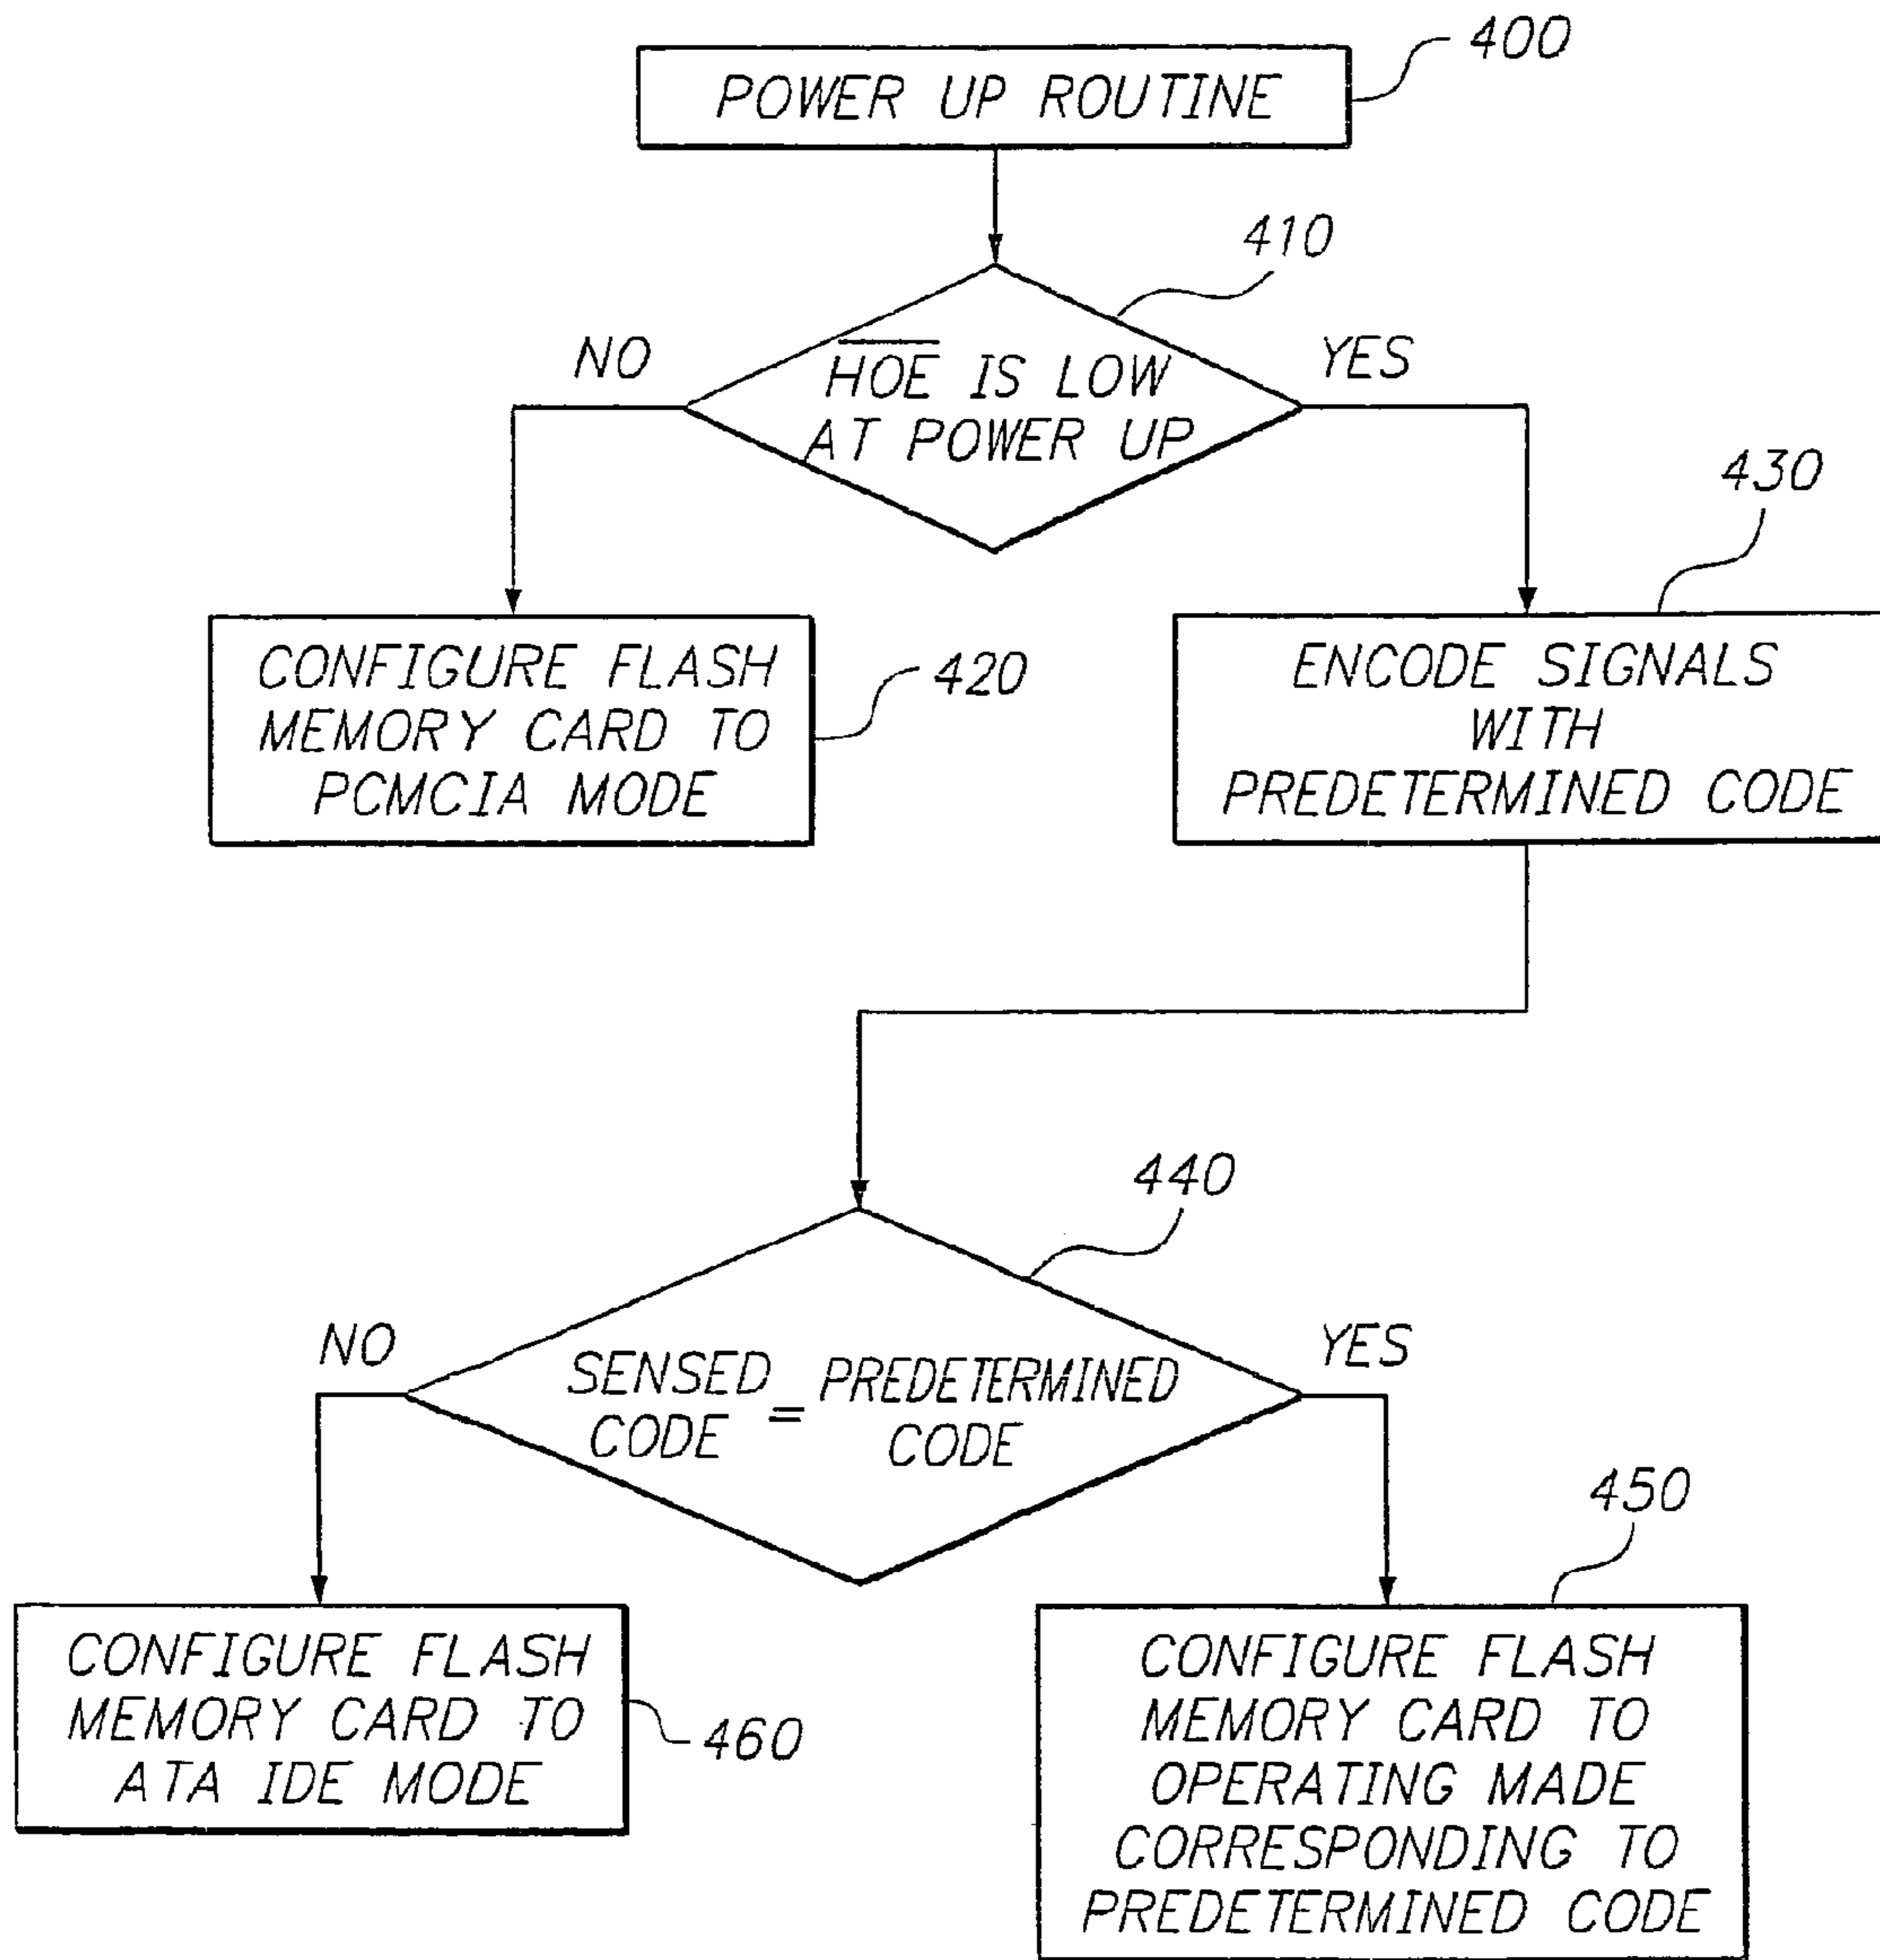 400
POWER UP ROUTINE
410
NO
YES
H̅O̅E̅ IS LOW
AT POWER UP
430
CONFIGURE FLASH
MEMORY CARD TO
PCMCIA MODE
420
ENCODE SIGNALS
WITH
PREDETERMINED CODE
440
NO
YES
SENSED
CODE
=
PREDETERMINED
CODE
450
CONFIGURE FLASH
MEMORY CARD TO
ATA IDE MODE
460
CONFIGURE FLASH
MEMORY CARD TO
OPERATING MADE
CORRESPONDING TO
PREDETERMINED CODE